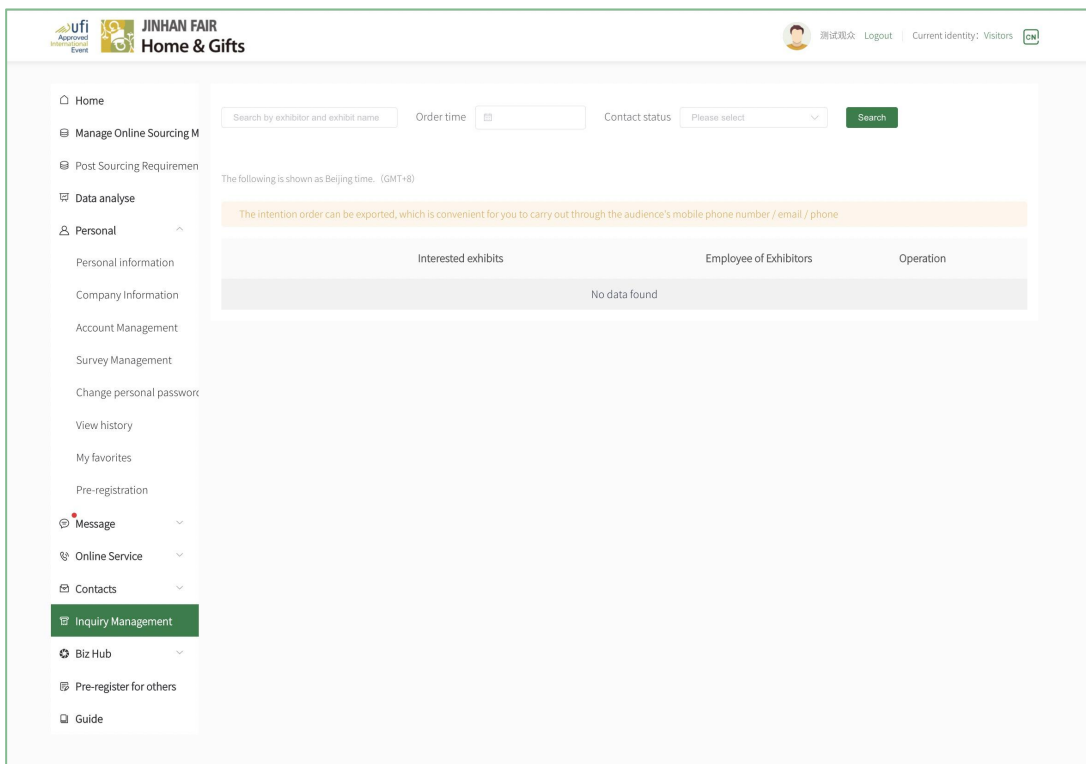 ufi
Approved
International
Event
JINHAN FAIR
Home & Gifts
测试观众 Logout Current identity: Visitors CN
Home
Manage Online Sourcing M
Post Sourcing Requiremen
Data analyse
Personal
Personal information
Company Information
Account Management
Survey Management
Change personal password
View history
My favorites
Pre-registration
Message
Online Service
Contacts
Inquiry Management
Biz Hub
Pre-register for others
Guide
Search by exhibitor and exhibit name Order time Contact status Please select Search
The following is shown as Beijing time.（GMT+8）
The intention order can be exported, which is convenient for you to carry out through the audience's mobile phone number / email / phone
Interested exhibits Employee of Exhibitors Operation
No data found